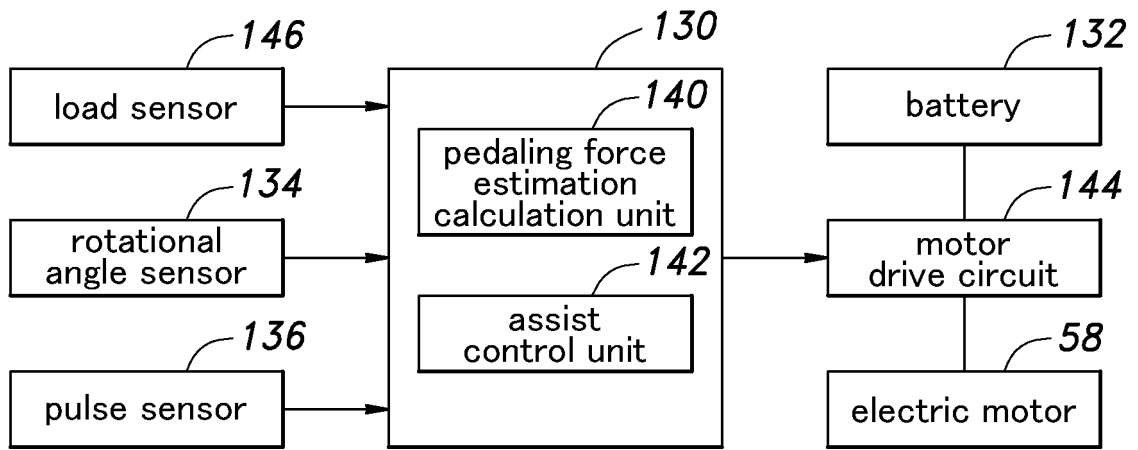 146
load sensor
134
rotational
angle sensor
136
pulse sensor
130
140
pedaling force
estimation
calculation unit
142
assist
control unit
132
battery
144
motor
drive circuit
58
electric motor